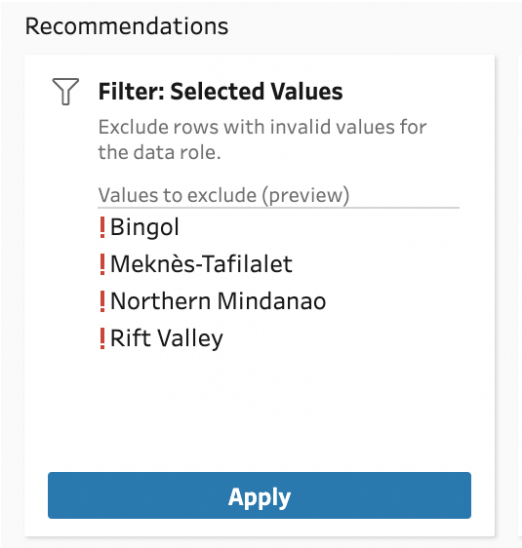 Recommendations
Filter: Selected Values
Exclude rows with invalid values for
the data role.
Values to exclude (preview)
!Bingol
!Meknès-Tafilalet
!Northern Mindanao
!Rift Valley
Apply